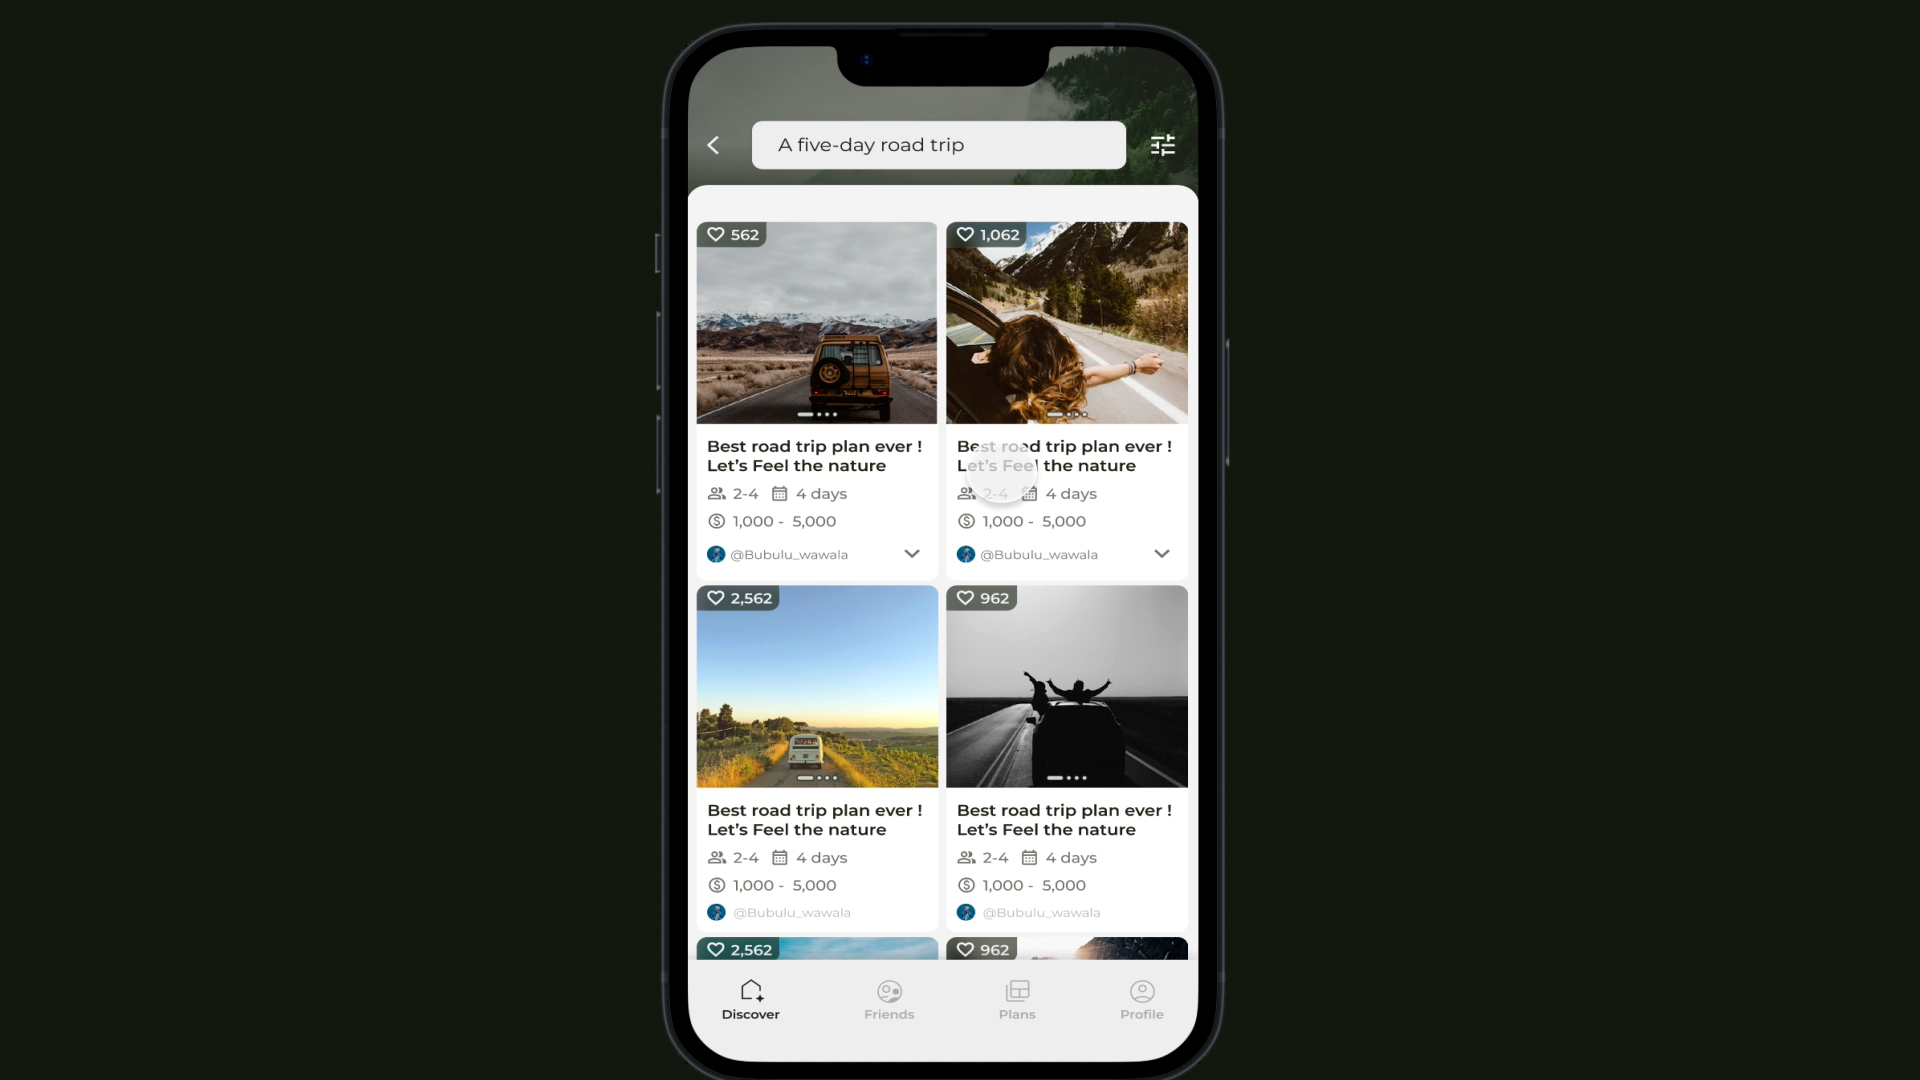 A five-day road trip
562
1,062
Best road trip plan ever !
Let's Feel the nature
2-4 4 days
1,000 - 5,000
@Bubulu_wawala
Best road trip plan ever !
Let's Feel the nature
2-4 4 days
1,000 - 5,000
@Bubulu_wawala
2,562
962
Best road trip plan ever !
Let's Feel the nature
2-4 4 days
1,000 - 5,000
@Bubulu_wawala
Best road trip plan ever !
Let's Feel the nature
2-4 4 days
1,000 - 5,000
@Bubulu_wawala
2,562
962
Discover
Friends
Plans
Profile